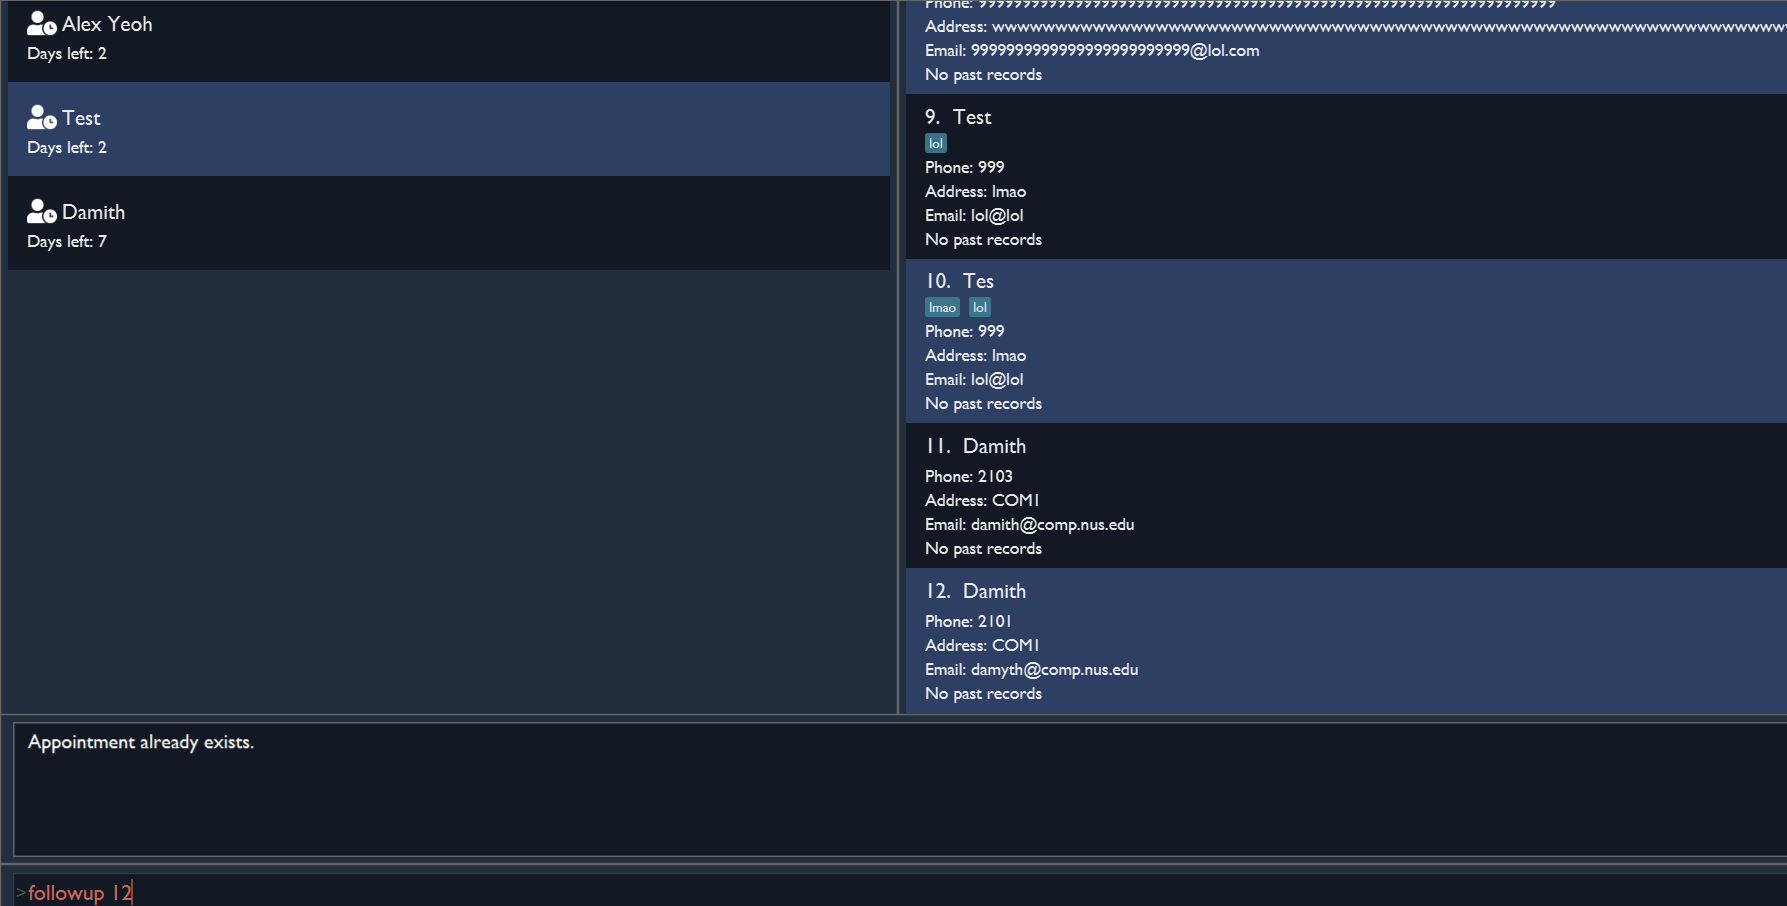 Alex Yeoh
Days left: 2
Test
Days left: 2
Damith
Days left: 7
Phone:
Address:
Email: 9999999999999999999999999@lol.com
No past records
9. Test
lol
Phone: 999
Address: lmao
Email: lol@lol
No past records
10. Tes
lmao lol
Phone: 999
Address: lmao
Email: lol@lol
No past records
11. Damith
Phone: 2103
Address: COM1
Email: damith@comp.nus.edu
No past records
12. Damith
Phone: 2101
Address: COM1
Email: damyth@comp.nus.edu
No past records
Appointment already exists.
>followup 12